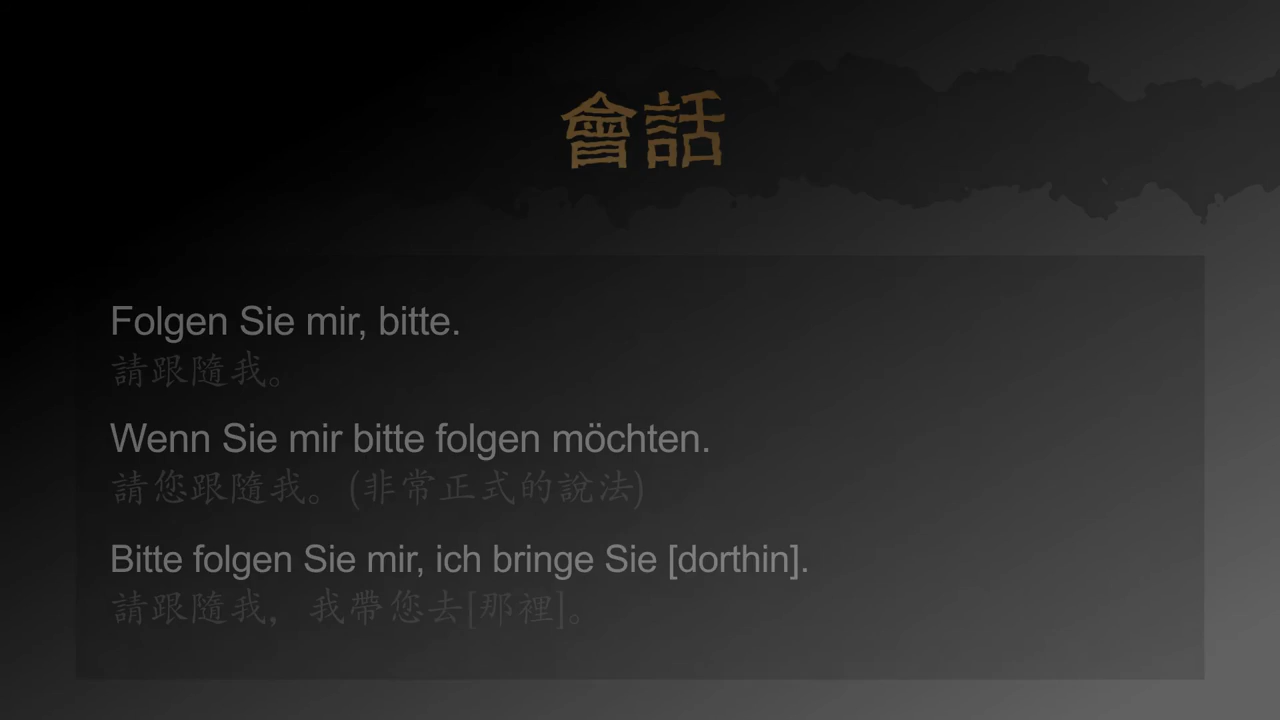 會話
Folgen Sie mir, bitte.
請跟隨我。
Wenn Sie mir bitte folgen möchten.
請您跟隨我。(非常正式的說法)
Bitte folgen Sie mir, ich bringe Sie [dorthin].
請跟隨我，我帶您去[那裡]。